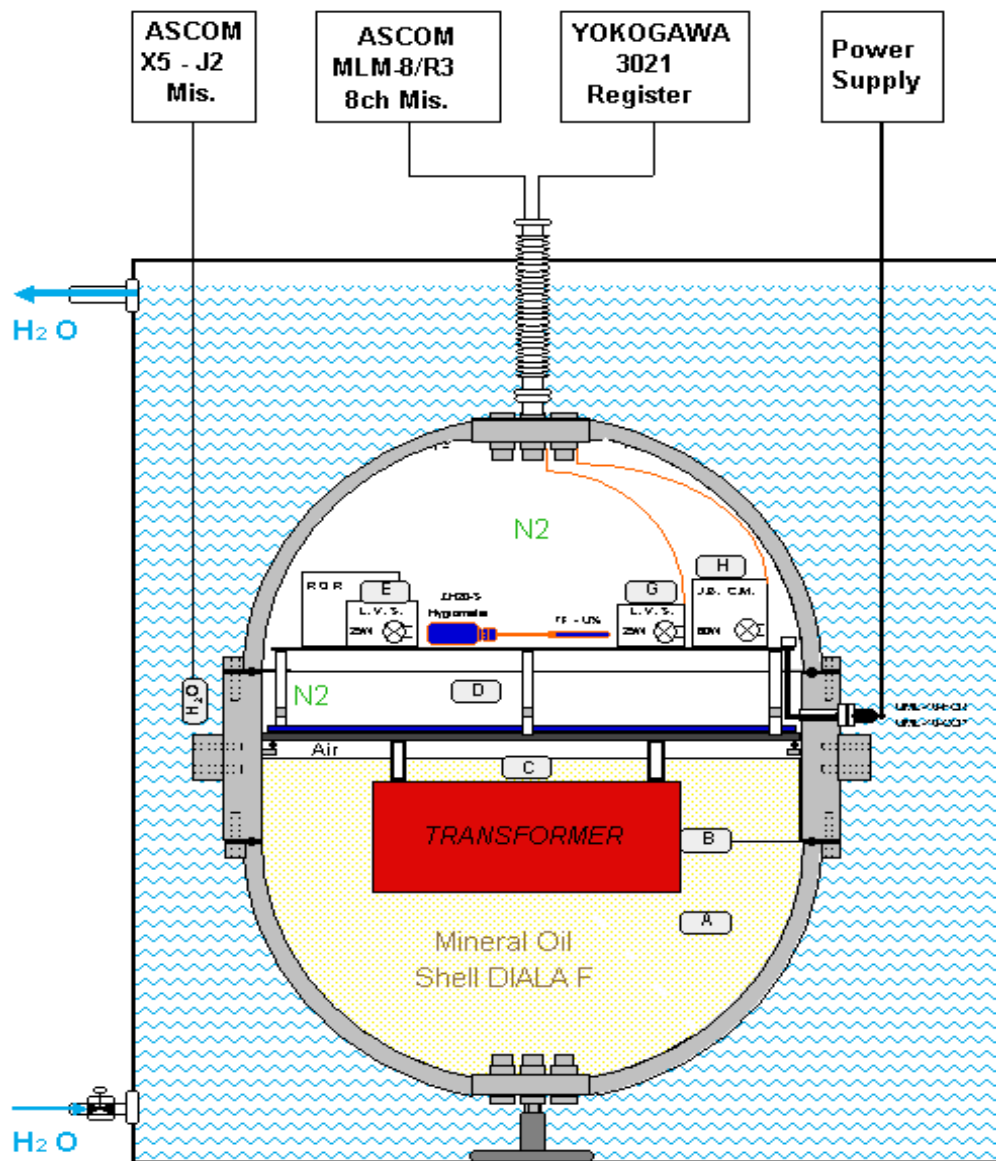 ASCOM
X5 - J2
Mis.
ASCOM
MLM-8/R3
8ch Mis.
YOKOGAWA
3021
Register
Power
Supply
H2 O
N2
H
E
G
R O R
L. V. S.
25W
Hygrometer
L. V. S.
25W
J.B. C.M.
60W
N2
D
H2O
Air
C
TRANSFORMER
B
A
Mineral Oil
Shell DIALA F
H2 O